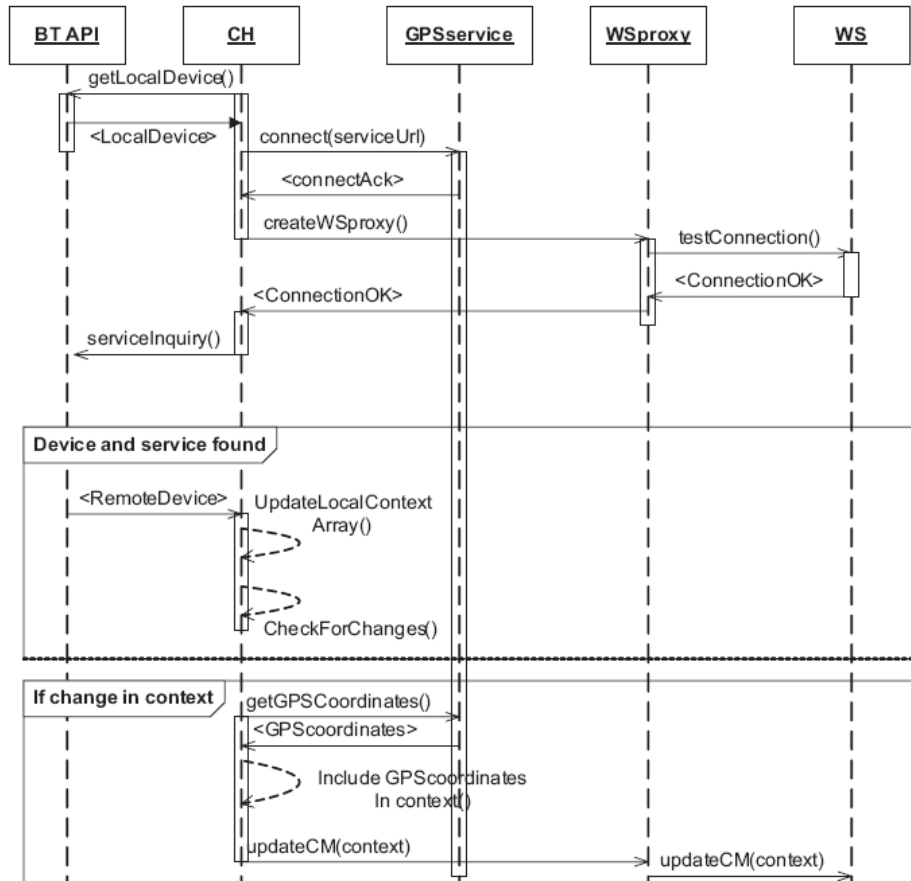 BT API CH GPSservice WSproxy WS
getLocalDevice()
<LocalDevice>
connect(serviceUrl)
<connectAck>
createWSproxy()
testConnection()
<ConnectionOK>
<ConnectionOK>
serviceInquiry()
Device and service found
<RemoteDevice>
UpdateLocalContext
Array()
CheckForChanges()
If change in context
getGPSCoordinates()
<GPScoordinates>
Include GPScoordinates
In context()
updateCM(context)
updateCM(context)